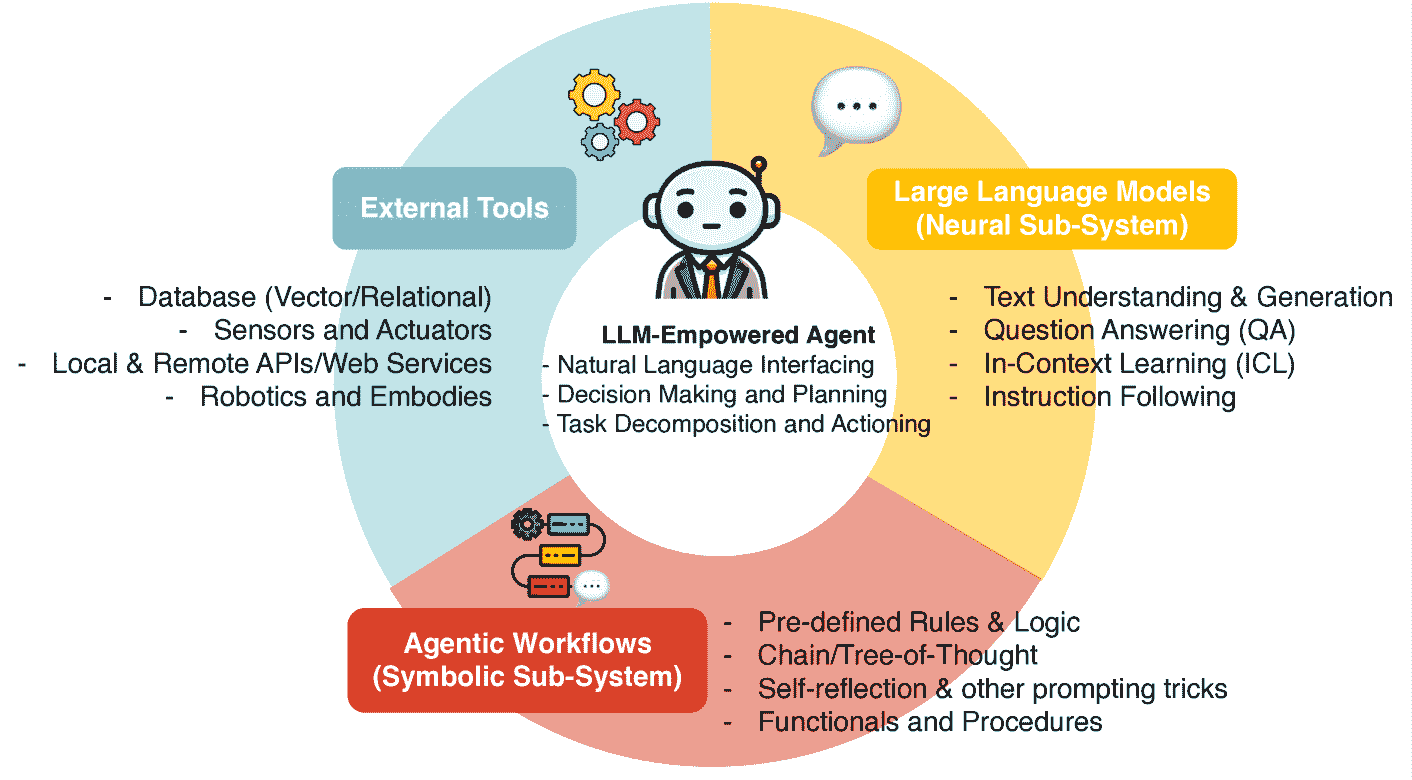 External Tools
- Database (Vector/Relational)
- Sensors and Actuators
- Local & Remote APIs/Web Services
- Robotics and Embodies
Large Language Models
(Neural Sub-System)
- Text Understanding & Generation
- Question Answering (QA)
- In-Context Learning (ICL)
- Instruction Following
LLM-Empowered Agent
- Natural Language Interfacing
- Decision Making and Planning
- Task Decomposition and Actioning
Agentic Workflows
(Symbolic Sub-System)
- Pre-defined Rules & Logic
- Chain/Tree-of-Thought
- Self-reflection & other prompting tricks
- Functionals and Procedures